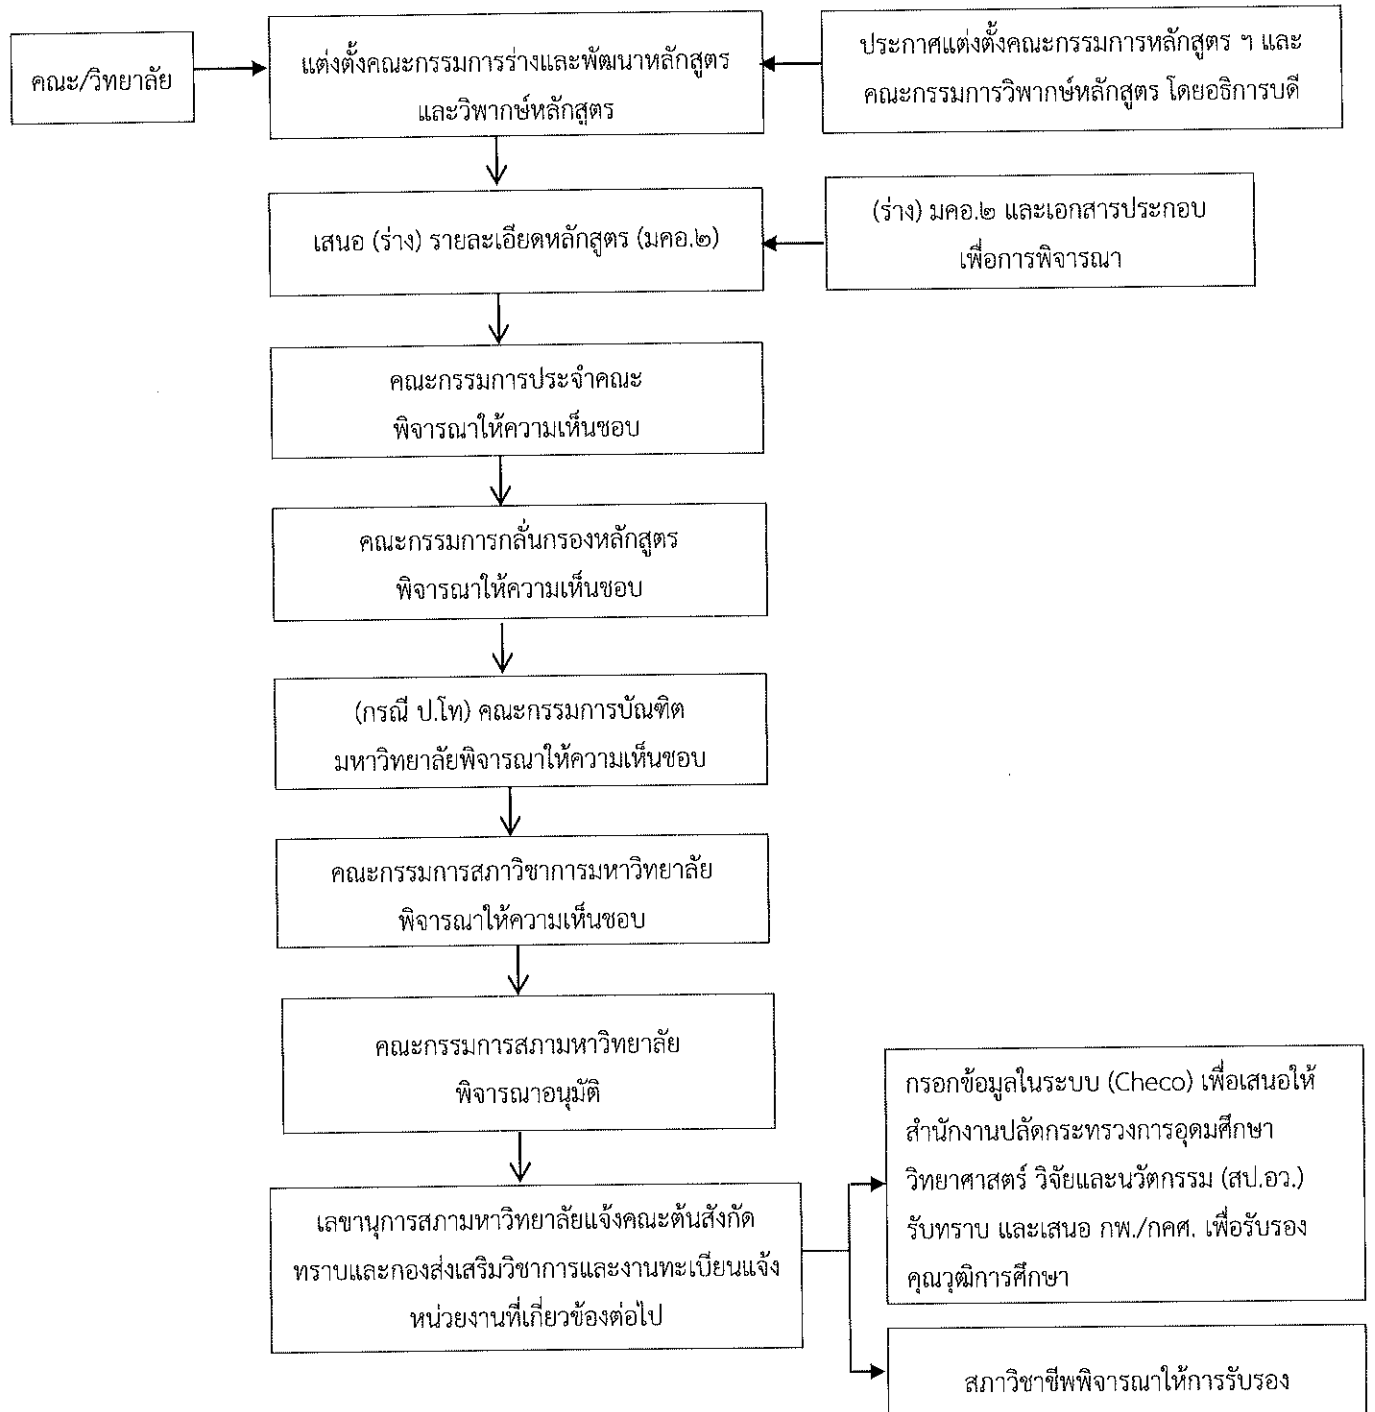 คณะ/วิทยาลัย
แต่งตั้งคณะกรรมการร่างและพัฒนาหลักสูตร
และวิพากษ์หลักสูตร
ประกาศแต่งตั้งคณะกรรมการหลักสูตร ฯ และ
คณะกรรมการวิพากษ์หลักสูตร โดยอธิการบดี
เสนอ (ร่าง) รายละเอียดหลักสูตร (มคอ.๒)
(ร่าง) มคอ.๒ และเอกสารประกอบ
เพื่อการพิจารณา
คณะกรรมการประจำคณะ
พิจารณาให้ความเห็นชอบ
คณะกรรมการกลั่นกรองหลักสูตร
พิจารณาให้ความเห็นชอบ
(กรณี ป.โท) คณะกรรมการบัณฑิต
มหาวิทยาลัยพิจารณาให้ความเห็นชอบ
คณะกรรมการสภาวิชาการมหาวิทยาลัย
พิจารณาให้ความเห็นชอบ
คณะกรรมการสภามหาวิทยาลัย
พิจารณาอนุมัติ
เลขานุการสภามหาวิทยาลัยแจ้งคณะต้นสังกัด
ทราบและกองส่งเสริมวิชาการและงานทะเบียนแจ้ง
หน่วยงานที่เกี่ยวข้องต่อไป
กรอกข้อมูลในระบบ (Checo) เพื่อเสนอให้
สำนักงานปลัดกระทรวงการอุดมศึกษา
วิทยาศาสตร์ วิจัยและนวัตกรรม (สป.อว.)
รับทราบ และเสนอ กพ./กคศ. เพื่อรับรอง
คุณวุฒิการศึกษา
สภาวิชาชีพพิจารณาให้การรับรอง